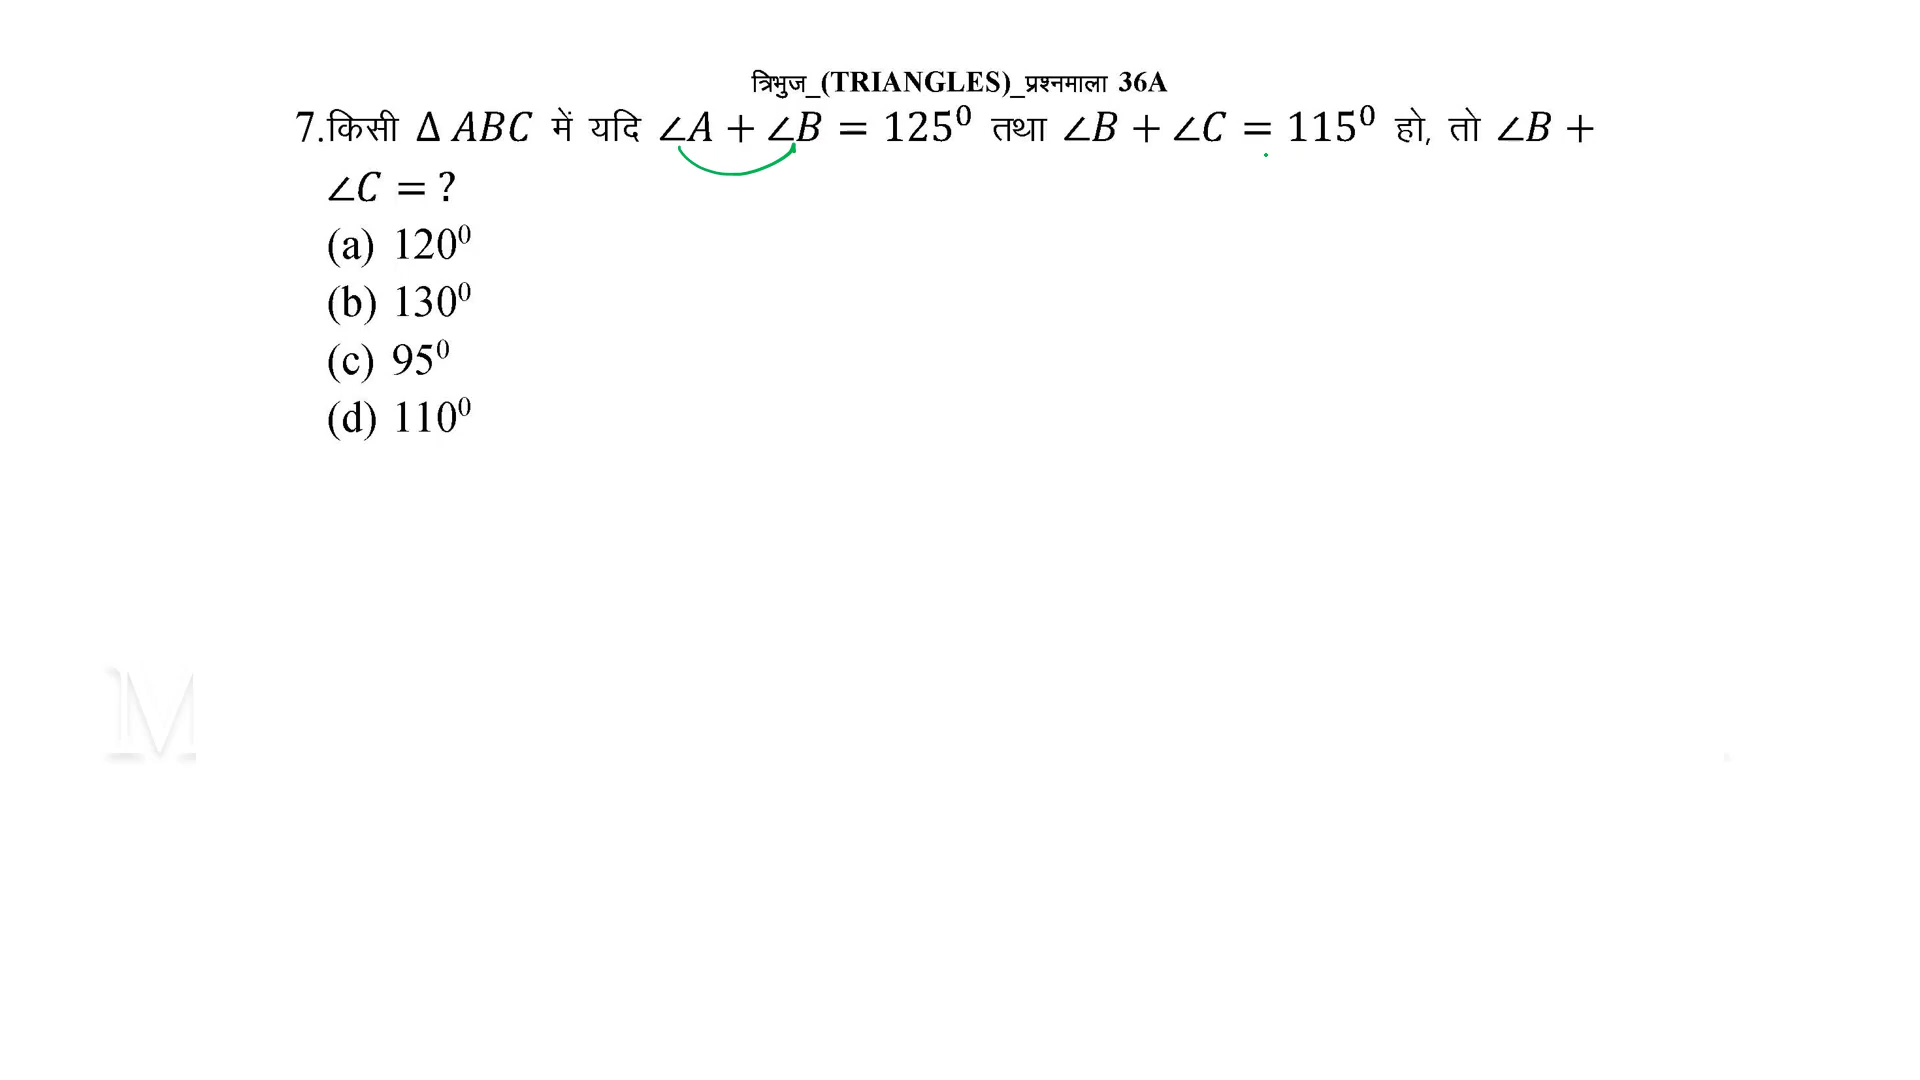 त्रिभुज_(TRIANGLES)_प्रश्नमाला 36A
7.किसी Δ ABC में यदि ∠A + ∠B = 125⁰ तथा ∠B + ∠C = 115⁰ हो, तो ∠B +
∠C = ?
(a) 120⁰
(b) 130⁰
(c) 95⁰
(d) 110⁰
M